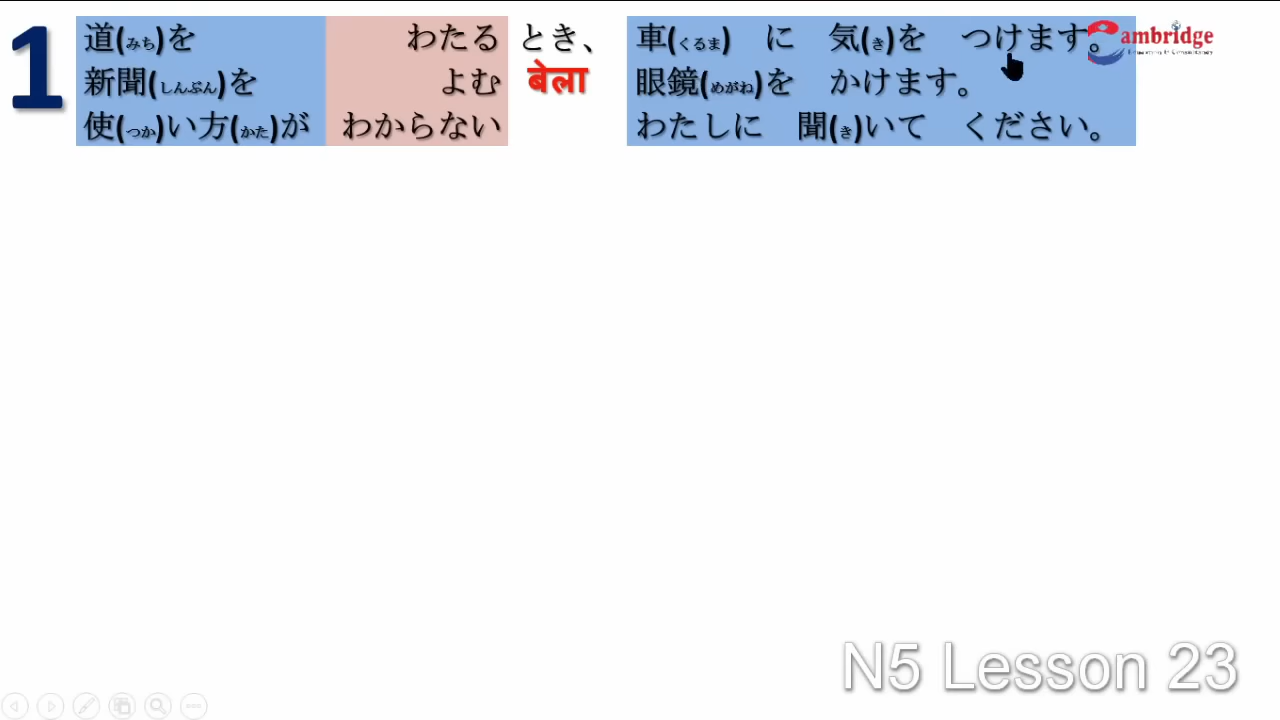 1
道(みち)を わたる とき、 車(くるま) に 気(き)を つけます。
新聞(しんぶん)を よむ बेला 眼鏡(めがね)を かけます。
使(つか)い方(かた)が わからない わたしに 聞(き)いて ください。
ambridge
N5 Lesson 23